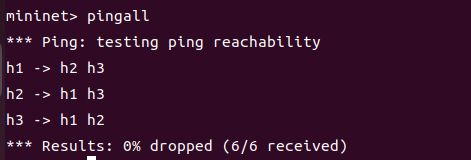 mininet> pingall
*** Ping: testing ping reachability
h1 -> h2 h3
h2 -> h1 h3
h3 -> h1 h2
*** Results: 0% dropped (6/6 received)